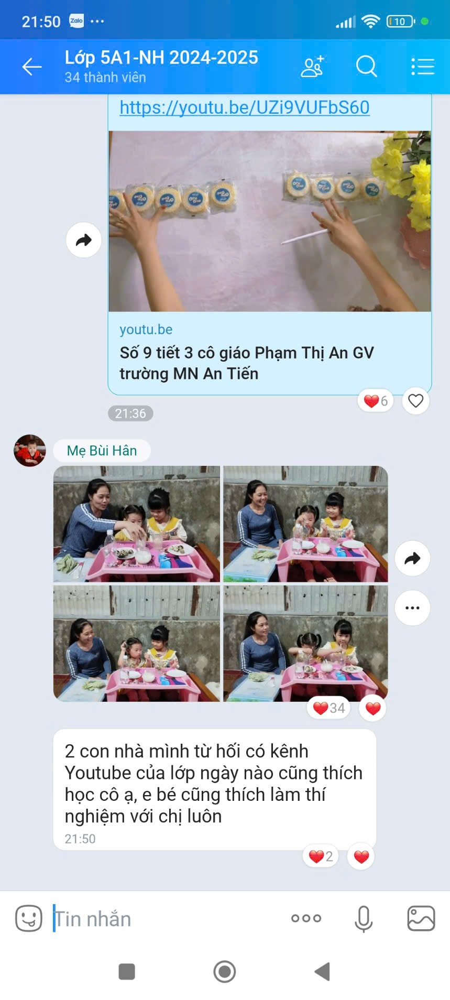 21:50 Zalo ... 10
Lớp 5A1-NH 2024-2025
34 thành viên
https://youtu.be/UZi9VUFbS60
One One
youtu.be
Số 9 tiết 3 cô giáo Phạm Thị An GV
trường MN An Tiến
6
21:36
Mẹ Bùi Hân
34
2 con nhà mình từ hối có kênh
Youtube của lớp ngày nào cũng thích
học cô ạ, e bé cũng thích làm thí
nghiệm với chị luôn
21:50
2
Tin nhắn